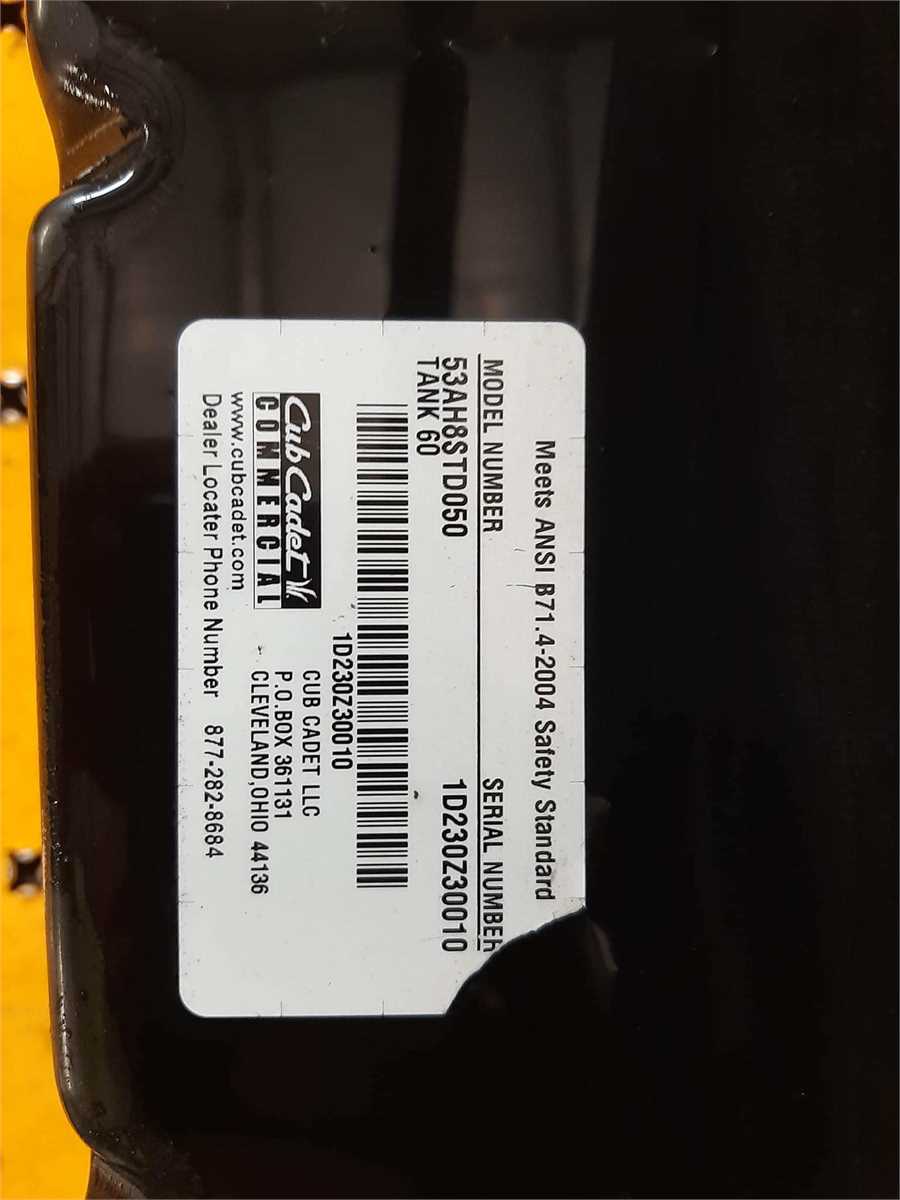 Meets ANSI B71.4-2004 Safety Standard
MODEL NUMBER SERIAL NUMBER
53AH8STD050 1D230Z30010
TANK 60
1D230Z30010
Cub Cadet
COMMERCIAL
CUB CADET LLC
P.O.BOX 361131
CLEVELAND,OHIO 44136
www.cubcadet.com
Dealer Locater Phone Number 877-282-8684